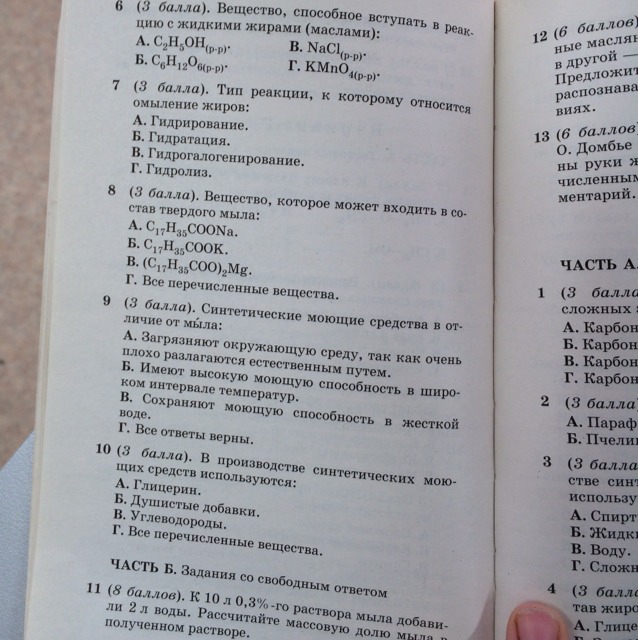 6 (3 балла). Вещество, способное вступать в реак-
цию с жидкими жирами (маслами):
А. C₂H₅OH(р-р). В. NaCl(р-р).
Б. C₆H₁₂O₆(р-р). Г. KMnO₄(р-р).
7 (3 балла). Тип реакции, к которому относится
омыление жиров:
А. Гидрирование.
Б. Гидратация.
В. Гидрогалогенирование.
Г. Гидролиз.
8 (3 балла). Вещество, которое может входить в со-
став твердого мыла:
А. C₁₇H₃₅COONa.
Б. C₁₇H₃₅COOK.
В. (C₁₇H₃₅COO)₂Mg.
Г. Все перечисленные вещества.
9 (3 балла). Синтетические моющие средства в от-
личие от мы́ла:
А. Загрязняют окружающую среду, так как очень
плохо разлагаются естественным путем.
Б. Имеют высокую моющую способность в широ-
ком интервале температур.
В. Сохраняют моющую способность в жесткой
воде.
Г. Все ответы верны.
10 (3 балла). В производстве синтетических мою-
щих средств используются:
А. Глицерин.
Б. Душистые добавки.
В. Углеводороды.
Г. Все перечисленные вещества.
ЧАСТЬ Б. Задания со свободным ответом
11 (8 баллов). К 10 л 0,3%-го раствора мыла добави-
ли 2 л воды. Рассчитайте массовую долю мыла в
полученном растворе.
12 (6 баллов)
ные маслян
в другой —
Предложит
распознава
виях.
13 (6 баллов)
О. Домбье
ны руки ж
численным
ментарий.
ЧАСТЬ А.
1 (3 балла
сложных
А. Карбон
Б. Карбон
В. Карбон
Г. Карбон
2 (3 балла
А. Параф
Б. Пчели
3 (3 балла
стве синт
использу
А. Спирт
Б. Жидк
В. Воду.
Г. Сложн
4 (3 балла
тав жиро
А. Глице